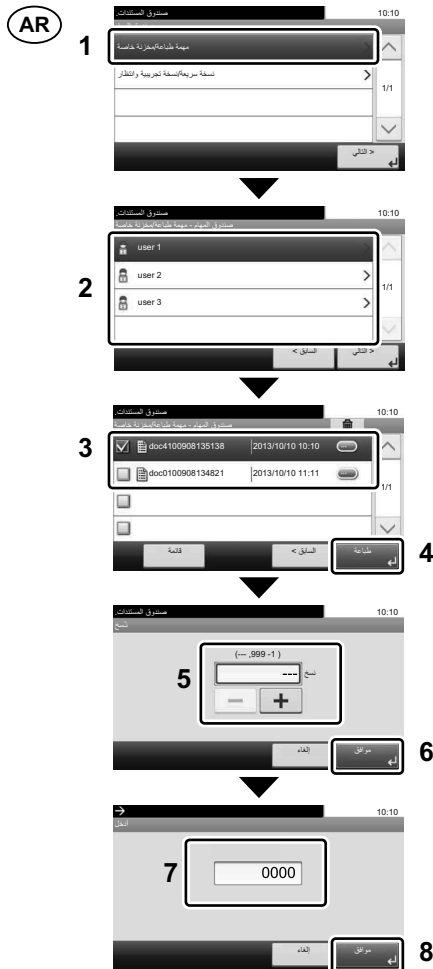 AR
صندوق المستندات.
10:10
1
مهمة طباعة/مخزنة خاصة
نسخة سريعة/نسخة تجريبية وانتظار
1/1
< التالي
صندوق المستندات.
10:10
صندوق المهام - مهمة طباعة/مخزنة خاصة
2
user 1
user 2
user 3
1/1
السابق >
< التالي
صندوق المستندات.
10:10
صندوق المهام - مهمة طباعة/مخزنة خاصة
3
doc4100908135138 2013/10/10 10:10
doc0100908134821 2013/10/10 11:11
1/1
قائمة
السابق >
طباعة
4
صندوق المستندات.
10:10
نُسخ
(--- ,999 -1 )
5
نسخ
---
إلغاء
موافق
6
10:10
أدخل
7
0000
إلغاء
موافق
8